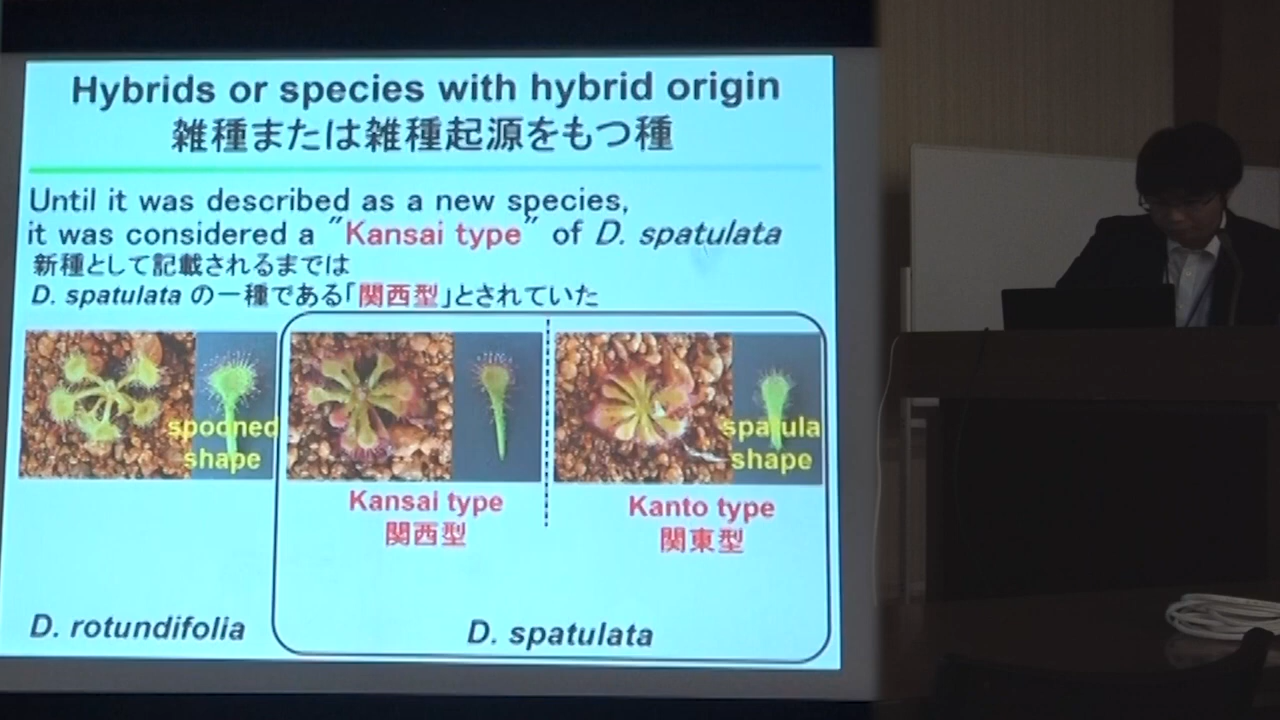 Hybrids or species with hybrid origin
雑種または雑種起源をもつ種
Until it was described as a new species,
it was considered a "Kansai type" of D. spatulata
新種として記載されるまでは
D. spatulata の一種である「関西型」とされていた
spooned
shape
spatula
shape
Kansai type
関西型
Kanto type
関東型
D. rotundifolia
D. spatulata